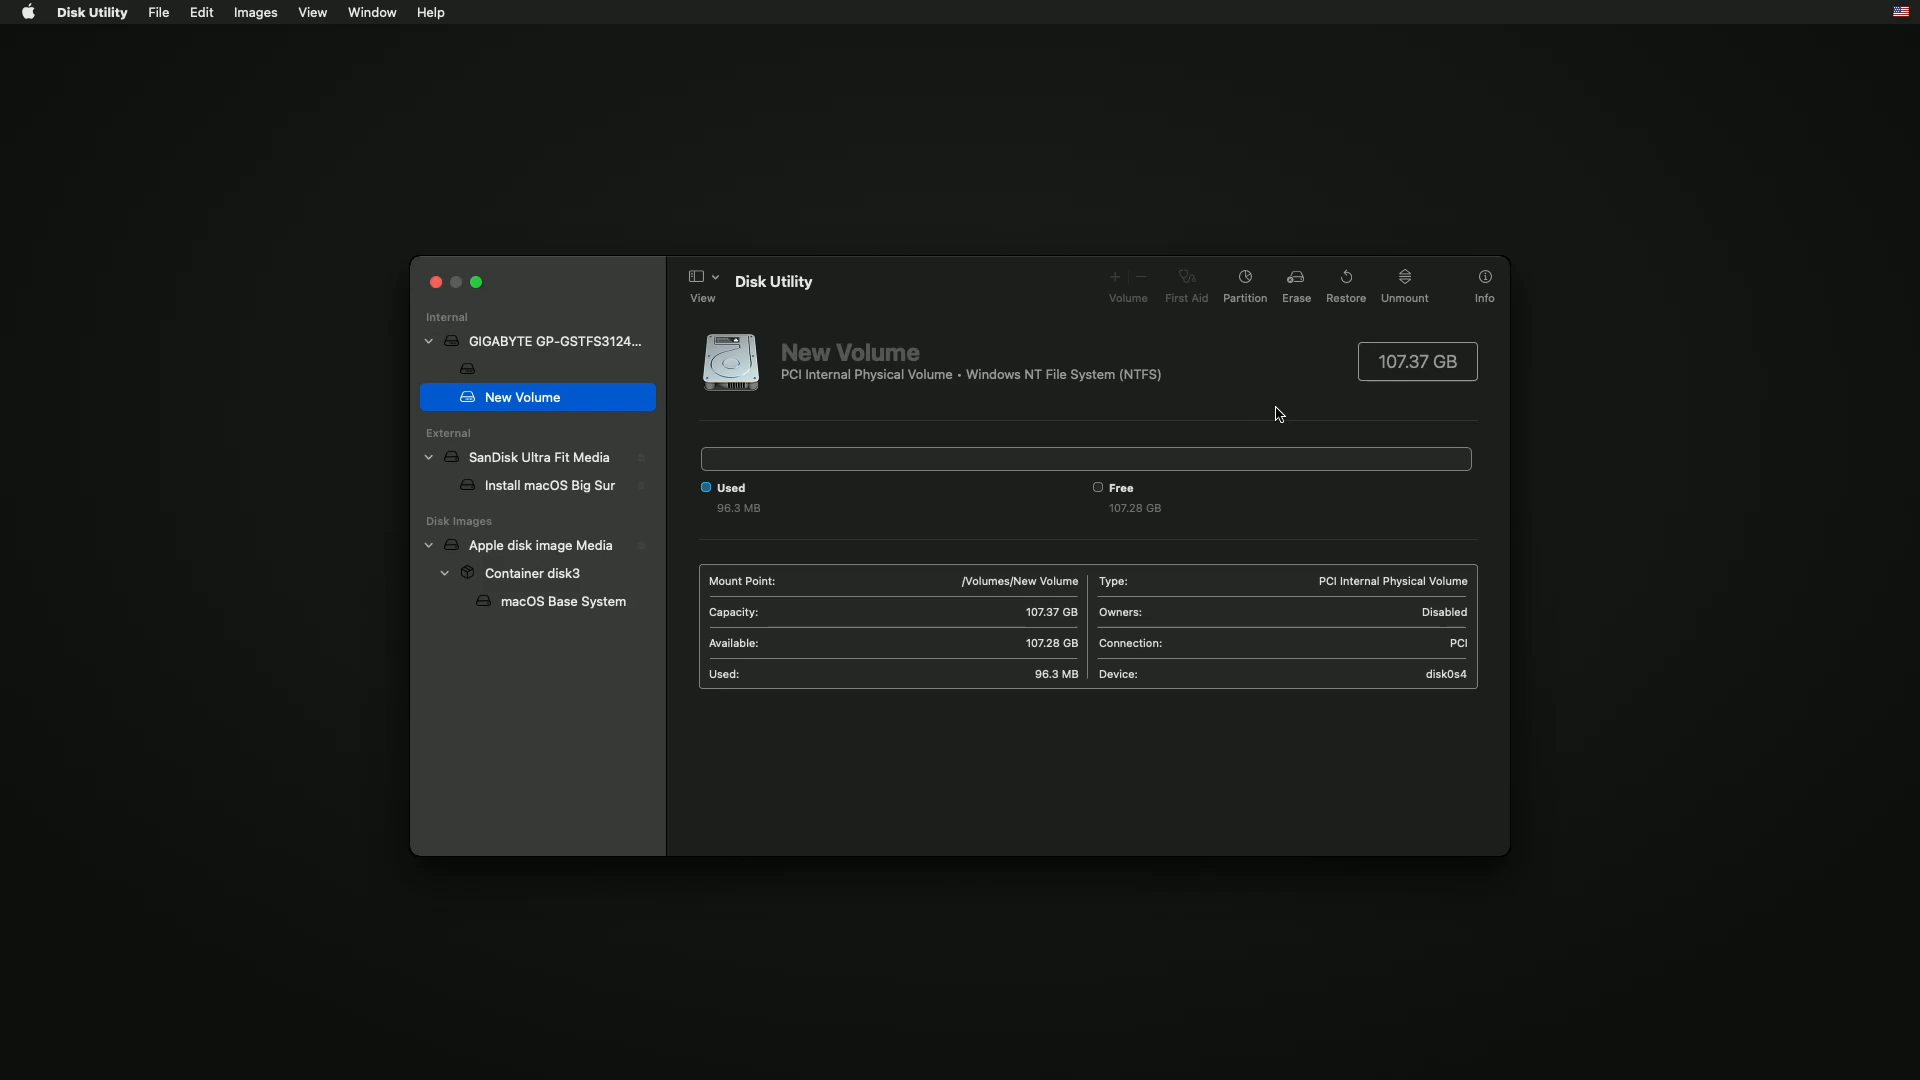 Disk Utility File Edit Images View Window Help
Disk Utility
View
Volume First Aid Partition Erase Restore Unmount Info
Internal
GIGABYTE GP-GSTFS3124...
New Volume
External
SanDisk Ultra Fit Media
Install macOS Big Sur
Disk Images
Apple disk image Media
Container disk3
macOS Base System
New Volume
PCI Internal Physical Volume • Windows NT File System (NTFS)
107.37 GB
Used
96.3 MB
Free
107.28 GB
Mount Point: /Volumes/New Volume
Capacity: 107.37 GB
Available: 107.28 GB
Used: 96.3 MB
Type: PCI Internal Physical Volume
Owners: Disabled
Connection: PCI
Device: disk0s4